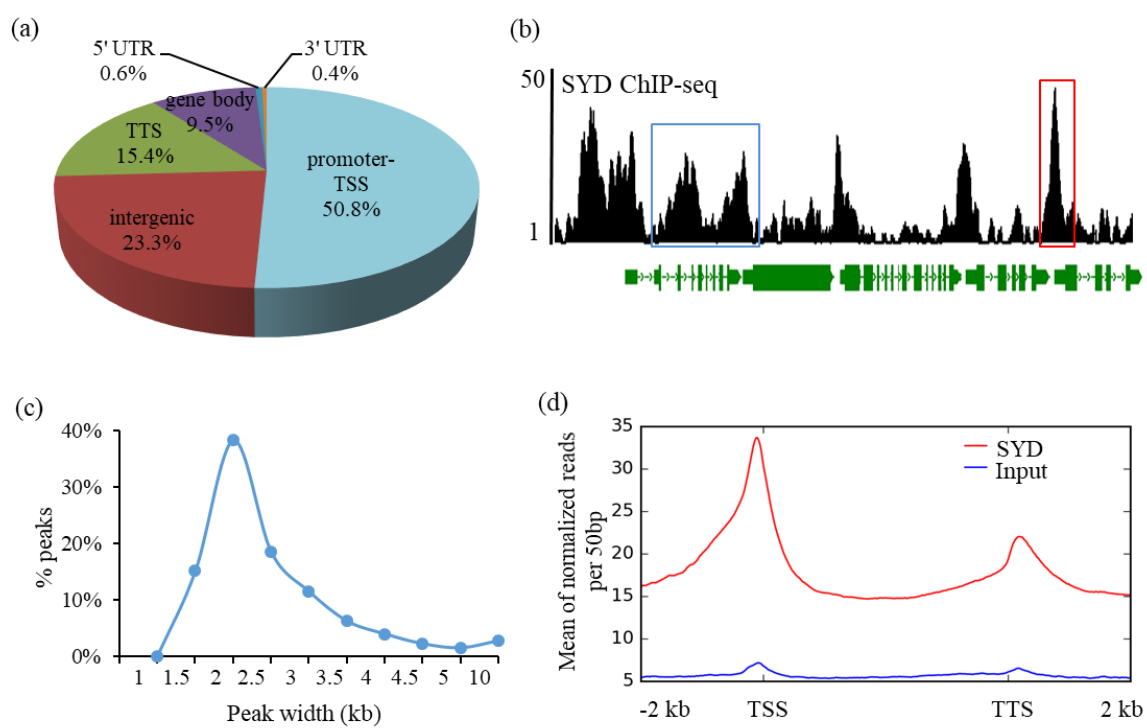 (a)
5' UTR
0.6%
3' UTR
0.4%
gene body
9.5%
TTS
15.4%
promoter-
TSS
50.8%
intergenic
23.3%
(b)
50
SYD ChIP-seq
1
(c)
40%
30%
20%
10%
0%
% peaks
1 1.5 2 2.5 3 3.5 4 4.5 5 10
Peak width (kb)
(d)
35
30
25
20
15
10
5
Mean of normalized reads
per 50bp
SYD
Input
-2 kb TSS TTS 2 kb